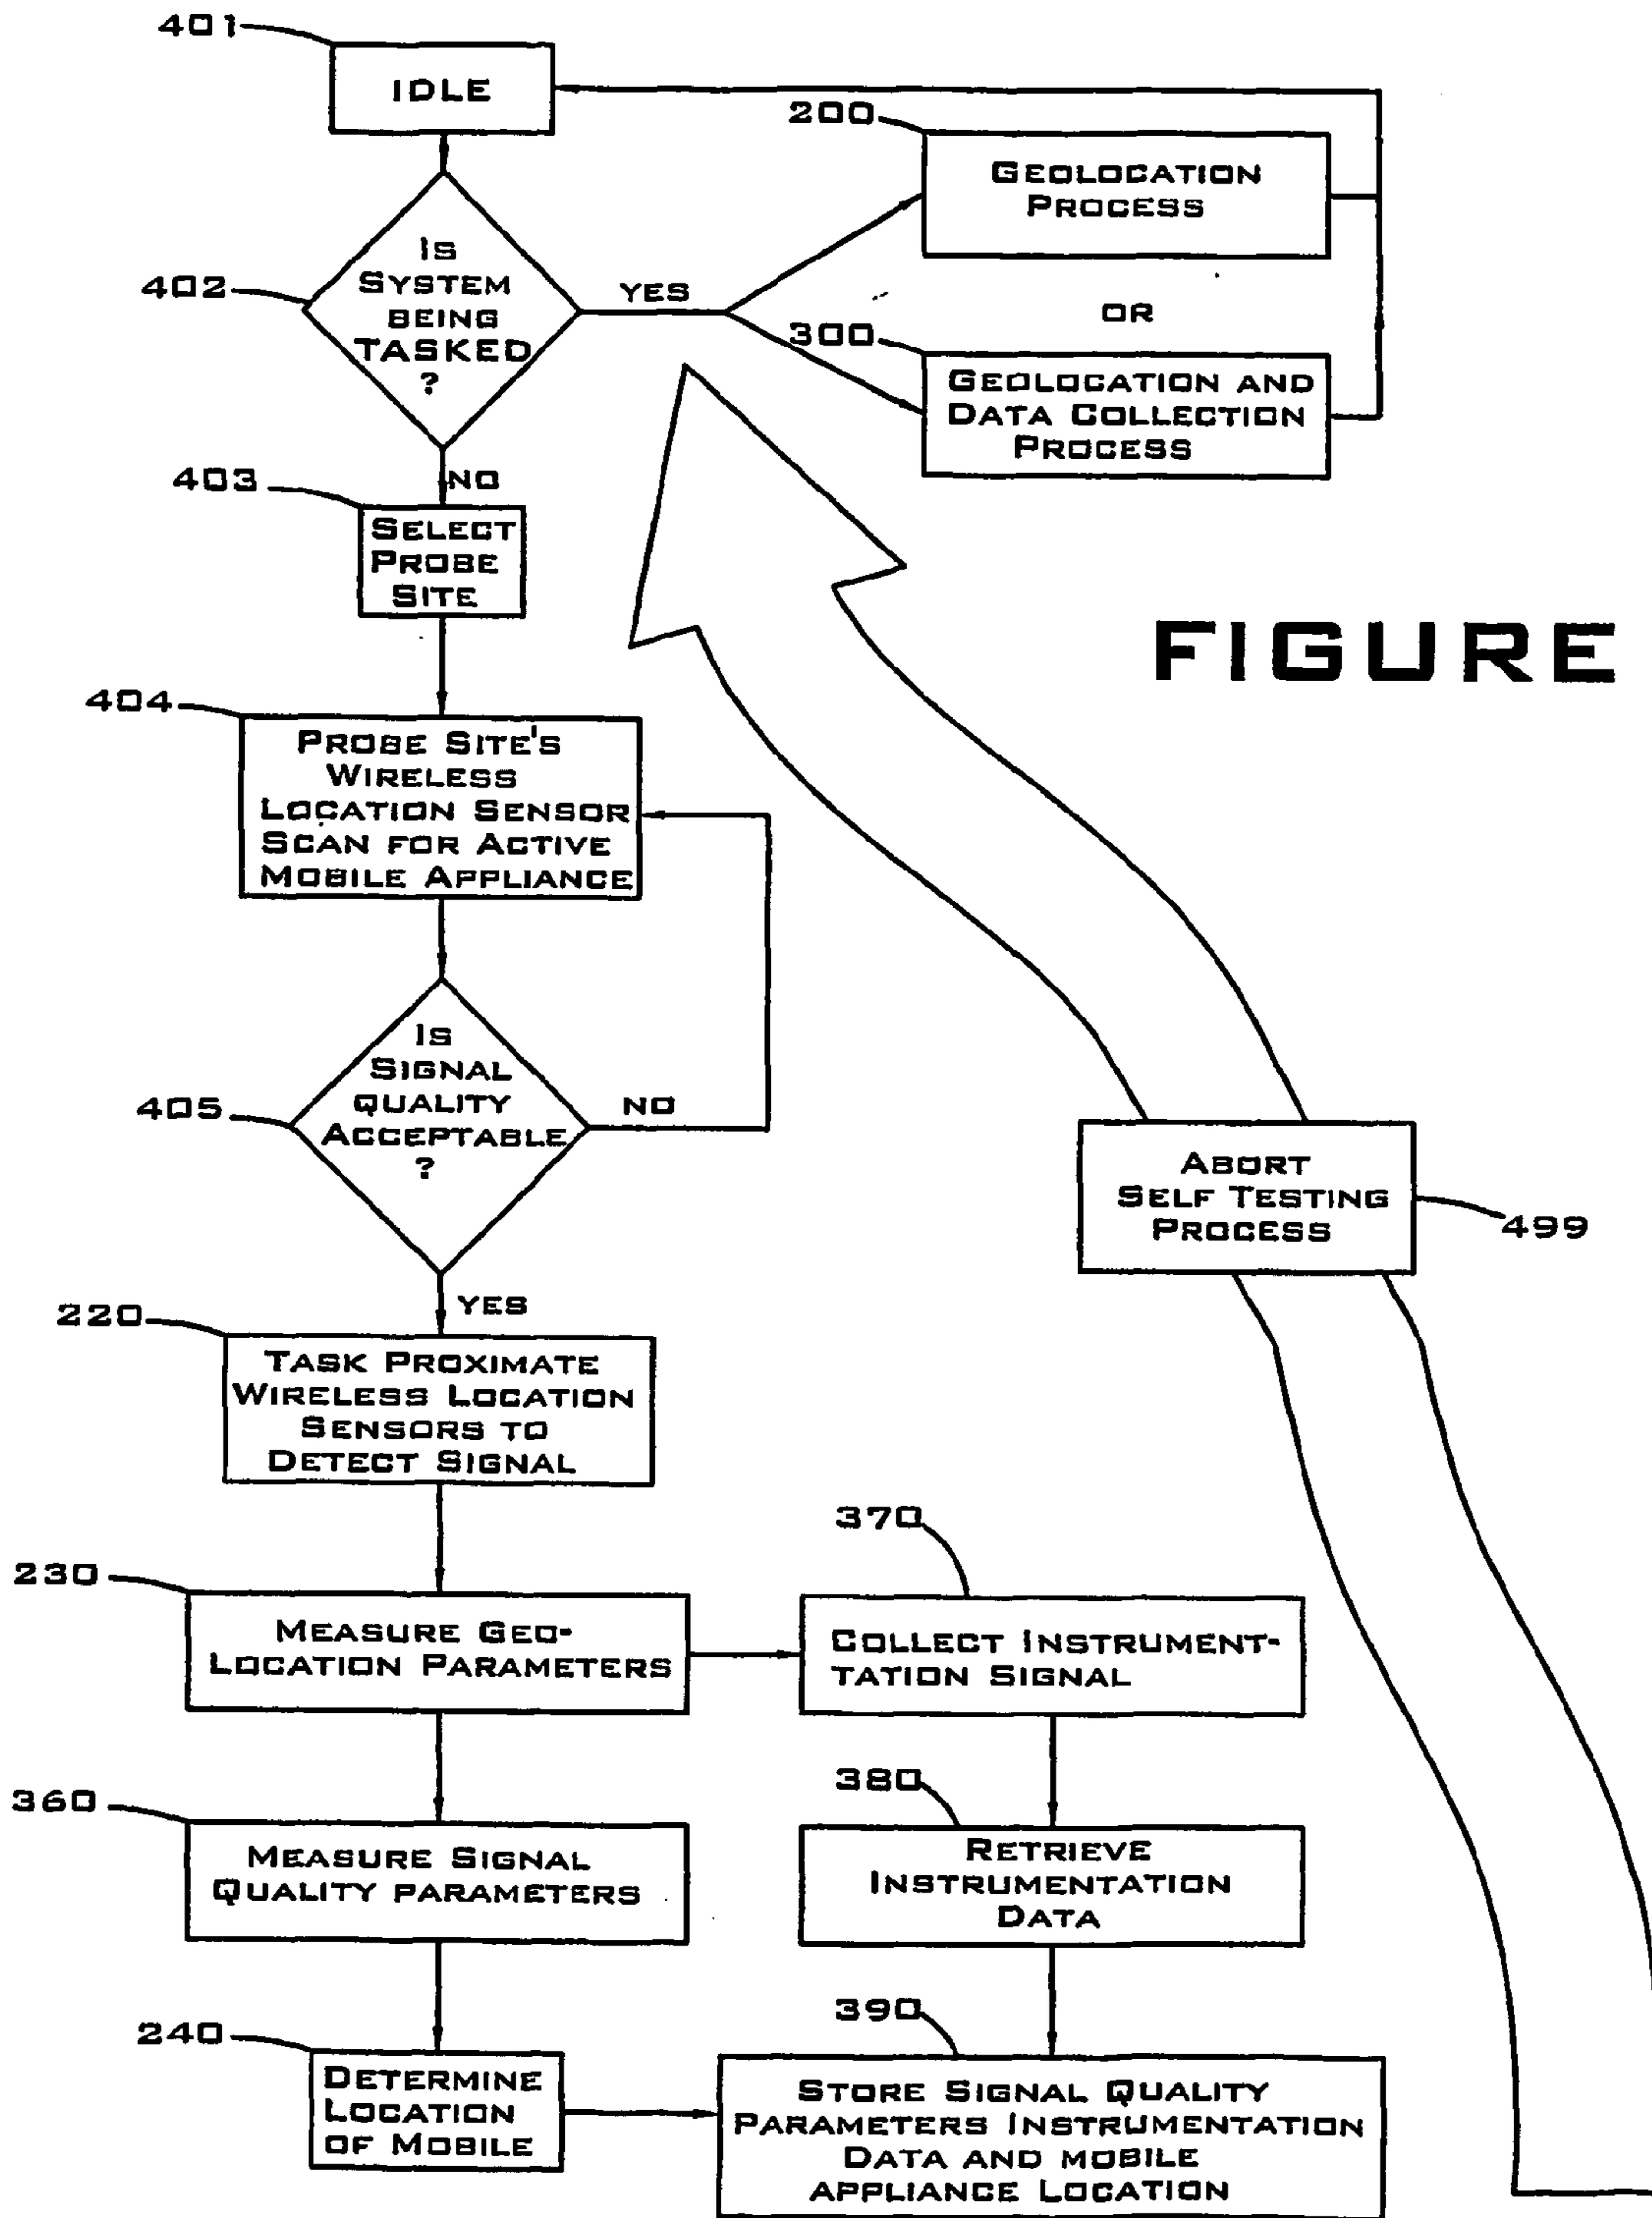 401
IDLE
200
GEOLOCATION
PROCESS
402
IS
SYSTEM
BEING
TASKED
?
YES
OR
300
GEOLOCATION AND
DATA COLLECTION
PROCESS
NO
403
SELECT
PROBE
SITE
FIGURE
404
PROBE SITE'S
WIRELESS
LOCATION SENSOR
SCAN FOR ACTIVE
MOBILE APPLIANCE
405
IS
SIGNAL
QUALITY
ACCEPTABLE
?
NO
ABORT
SELF TESTING
PROCESS
499
YES
220
TASK PROXIMATE
WIRELESS LOCATION
SENSORS TO
DETECT SIGNAL
230
MEASURE GEO-
LOCATION PARAMETERS
370
COLLECT INSTRUMENT-
TATION SIGNAL
360
MEASURE SIGNAL
QUALITY PARAMETERS
380
RETRIEVE
INSTRUMENTATION
DATA
240
DETERMINE
LOCATION
OF MOBILE
390
STORE SIGNAL QUALITY
PARAMETERS INSTRUMENTATION
DATA AND MOBILE
APPLIANCE LOCATION